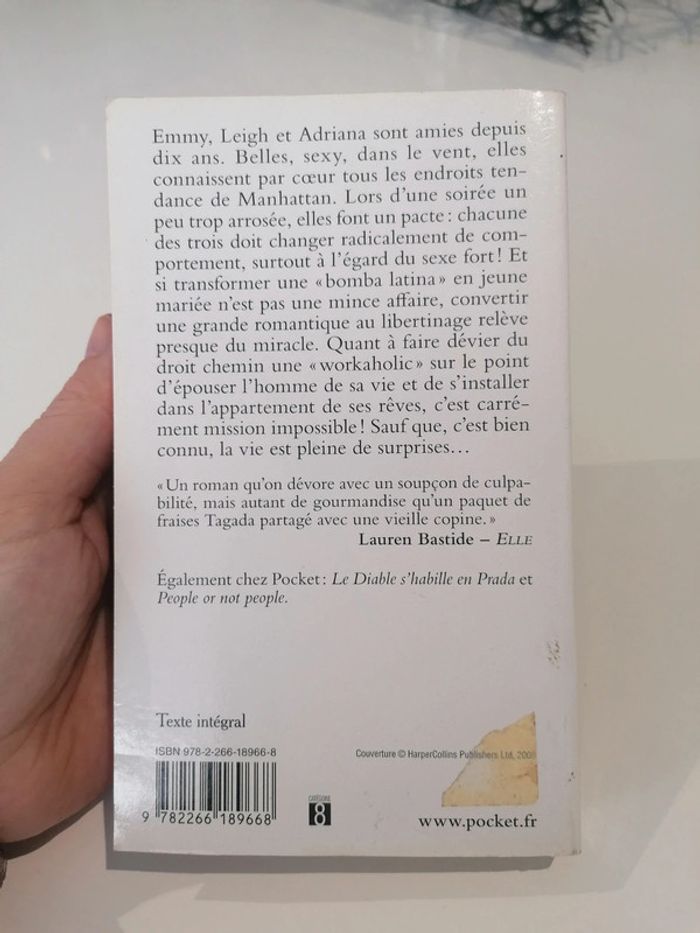 Emmy, Leigh et Adriana sont amies depuis
dix ans. Belles, sexy, dans le vent, elles
connaissent par cœur tous les endroits ten-
dance de Manhattan. Lors d'une soirée un
peu trop arrosée, elles font un pacte : chacune
des trois doit changer radicalement de com-
portement, surtout à l'égard du sexe fort ! Et
si transformer une « bomba latina » en jeune
mariée n'est pas une mince affaire, convertir
une grande romantique au libertinage relève
presque du miracle. Quant à faire dévier du
droit chemin une « workaholic » sur le point
d'épouser l'homme de sa vie et de s'installer
dans l'appartement de ses rêves, c'est carré-
ment mission impossible ! Sauf que, c'est bien
connu, la vie est pleine de surprises…
« Un roman qu'on dévore avec un soupçon de culpa-
bilité, mais autant de gourmandise qu'un paquet de
fraises Tagada partagé avec une vieille copine. »
Lauren Bastide – ELLE
Également chez Pocket : Le Diable s'habille en Prada et
People or not people.
Texte intégral
ISBN 978-2-266-18966-8
Couverture © HarperCollins Publishers Ltd,
9 782266 189668
CATÉGORIE
8
www.pocket.fr